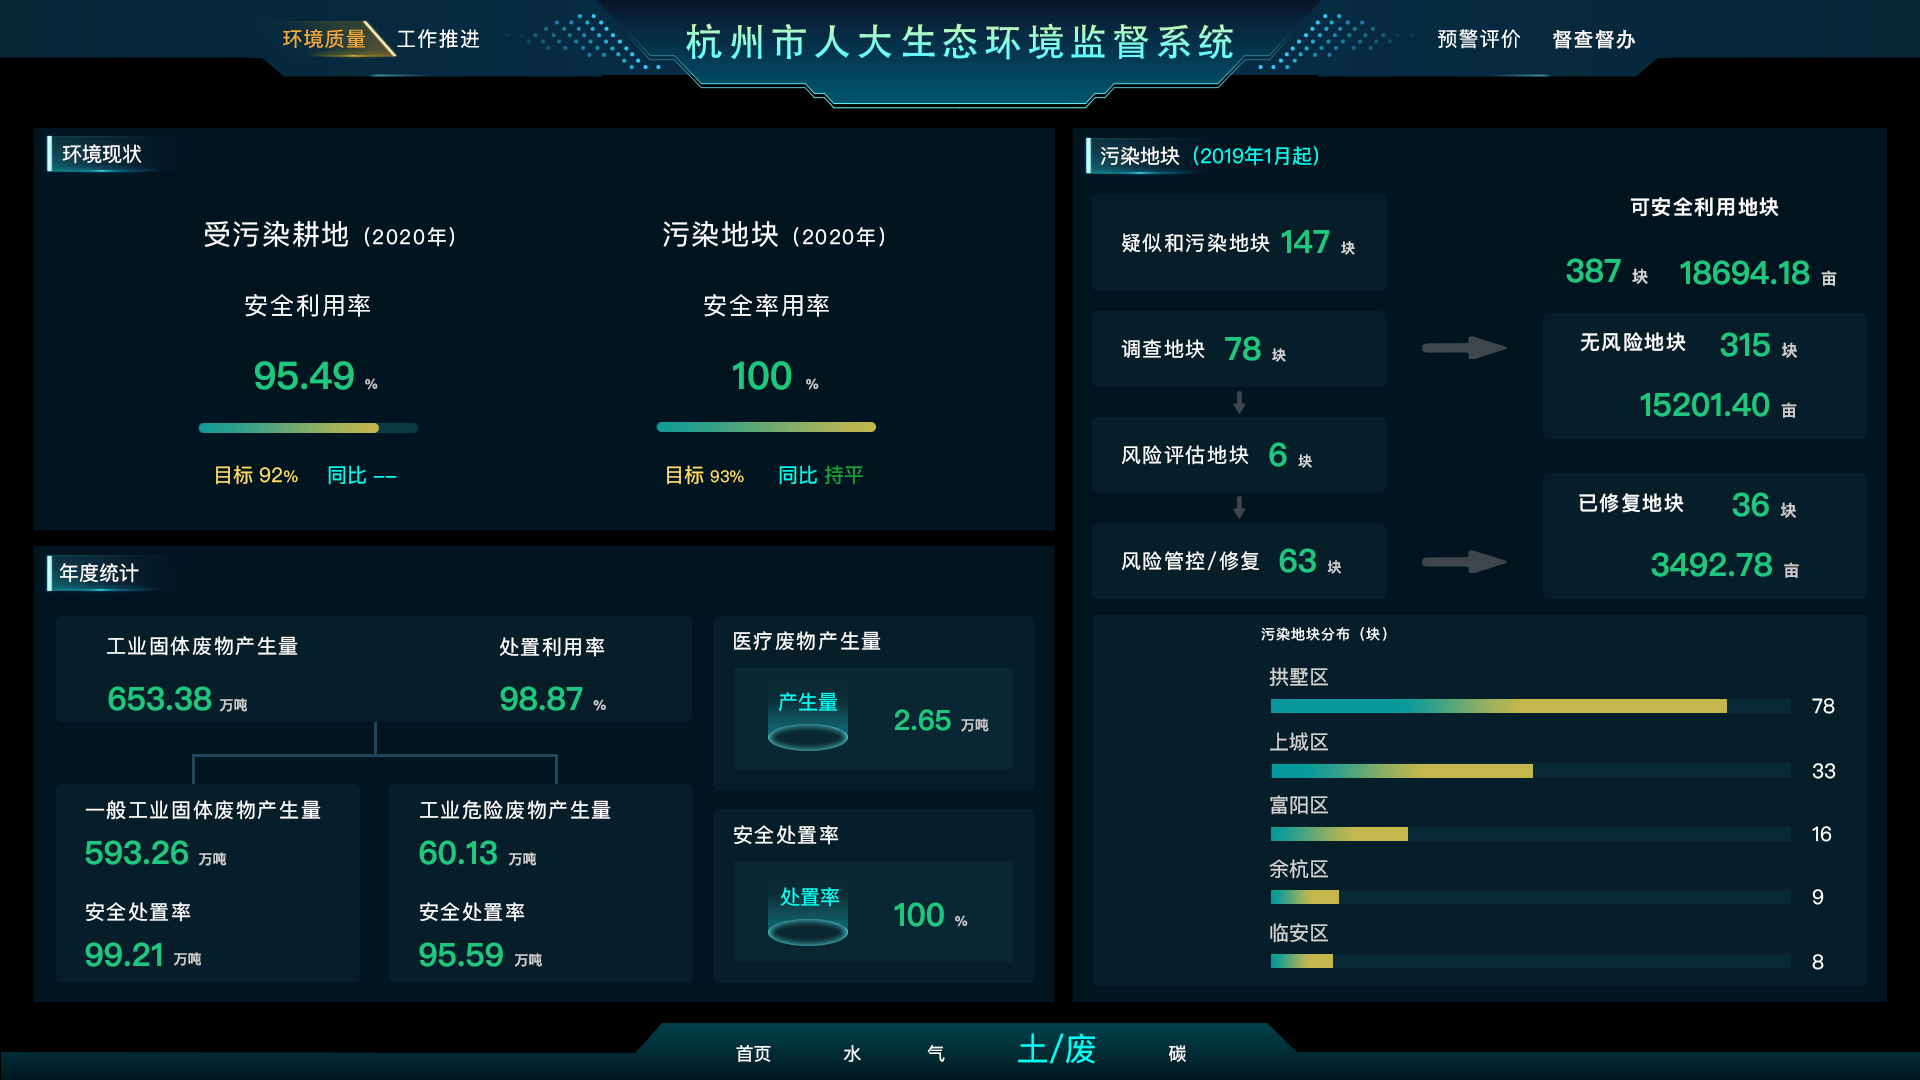 环境质量
工作推进
杭州市人大生态环境监督系统
预警评价
督查督办
环境现状
受污染耕地（2020年）
安全利用率
95.49 %
目标 92%  同比 --
污染地块（2020年）
安全率用率
100 %
目标 93%  同比 持平
年度统计
工业固体废物产生量
653.38 万吨
处置利用率
98.87 %
一般工业固体废物产生量
593.26 万吨
安全处置率
99.21 万吨
工业危险废物产生量
60.13 万吨
安全处置率
95.59 万吨
医疗废物产生量
产生量
2.65 万吨
安全处置率
处置率
100 %
污染地块（2019年1月起）
疑似和污染地块 147 块
调查地块 78 块
风险评估地块 6 块
风险管控/修复 63 块
可安全利用地块
387 块 18694.18 亩
无风险地块 315 块
15201.40 亩
已修复地块 36 块
3492.78 亩
污染地块分布（块）
拱墅区
78
上城区
33
富阳区
16
余杭区
9
临安区
8
首页
水
气
土/废
碳